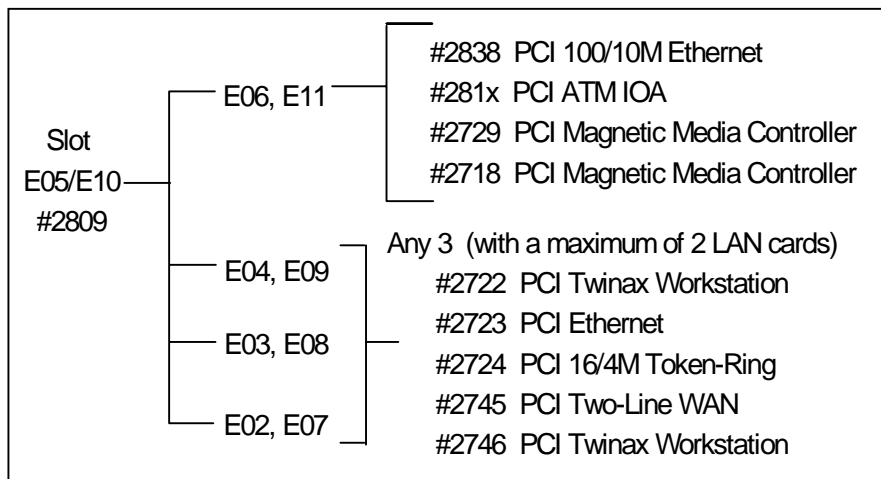 Slot
E05/E10
#2809
E06, E11
#2838 PCI 100/10M Ethernet
#281x PCI ATM IOA
#2729 PCI Magnetic Media Controller
#2718 PCI Magnetic Media Controller
E04, E09
E03, E08
E02, E07
Any 3 (with a maximum of 2 LAN cards)
#2722 PCI Twinax Workstation
#2723 PCI Ethernet
#2724 PCI 16/4M Token-Ring
#2745 PCI Two-Line WAN
#2746 PCI Twinax Workstation